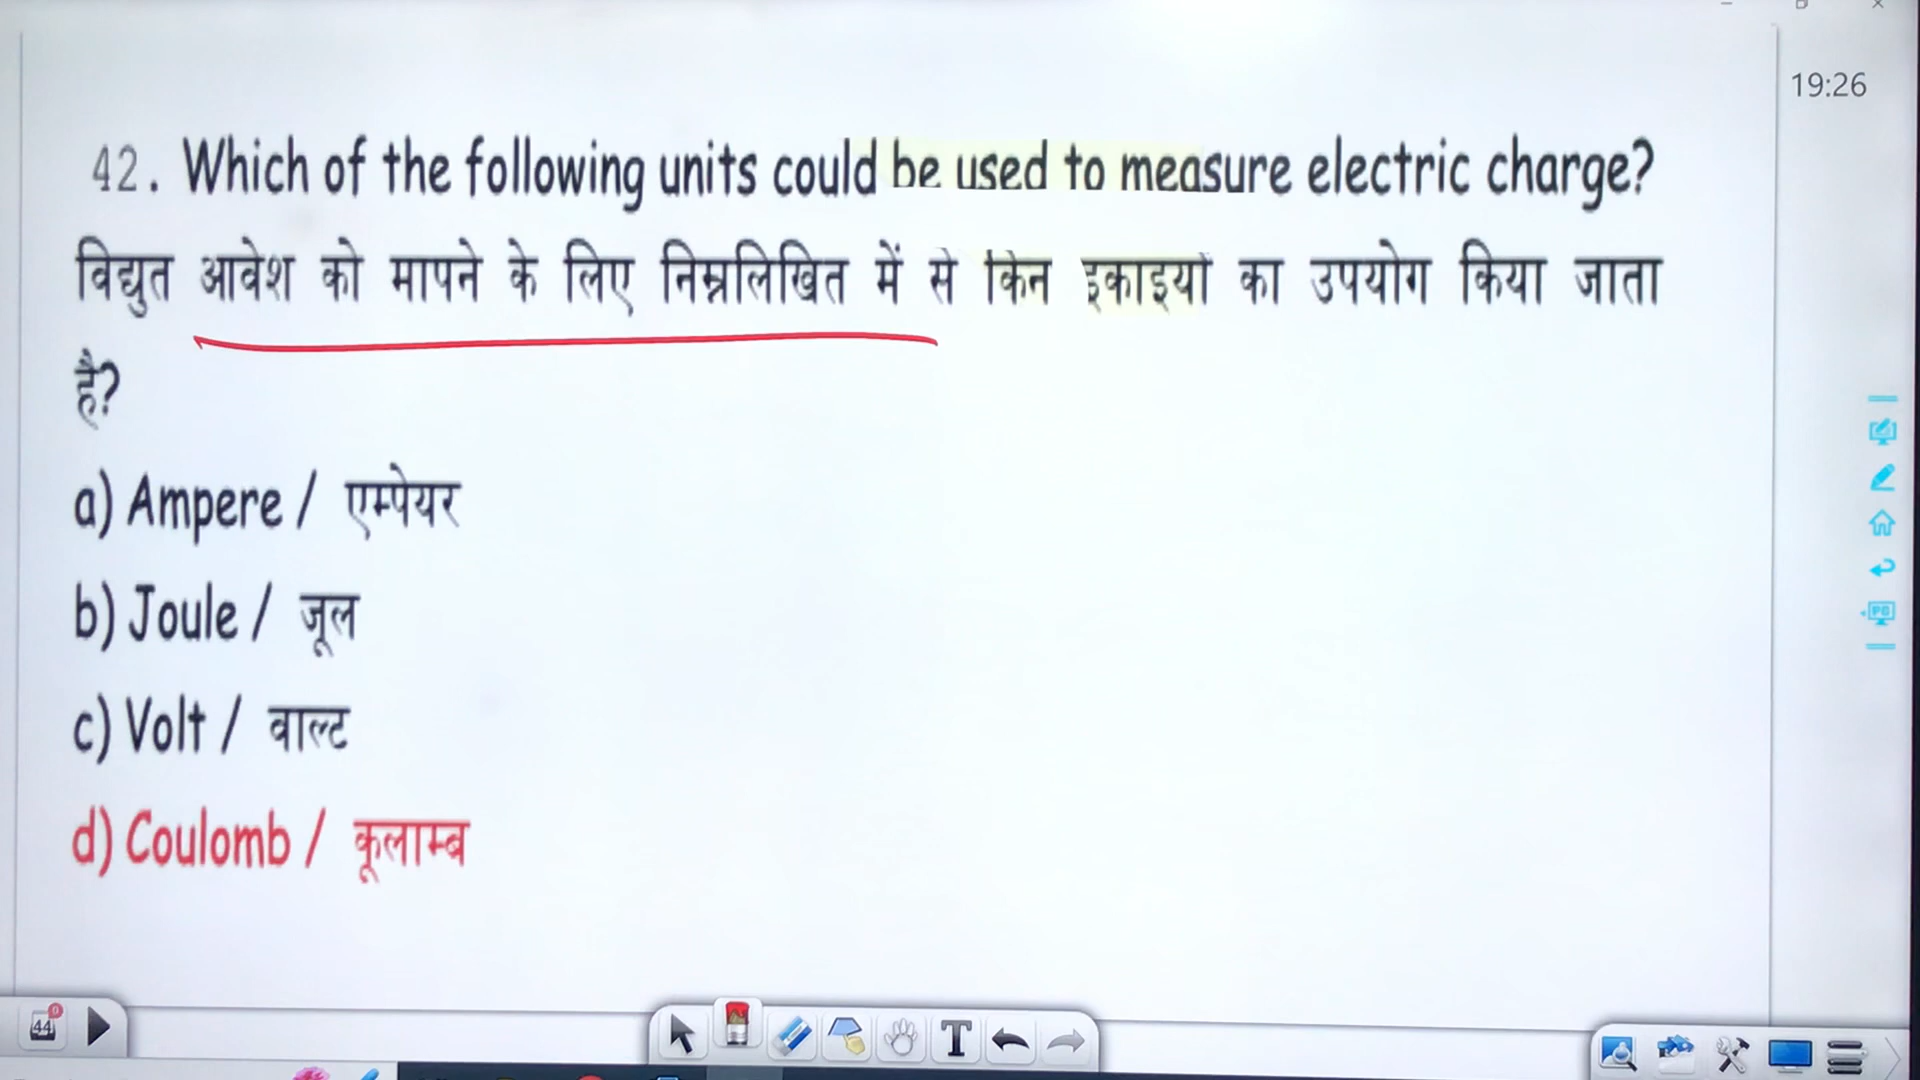 19:26
42. Which of the following units could be used to measure electric charge?
विद्युत आवेश को मापने के लिए निम्नलिखित में से किन इकाइयों का उपयोग किया जाता
है?
a) Ampere / एम्पेयर
b) Joule / जूल
c) Volt / वाल्ट
d) Coulomb / कूलाम्ब
44
T